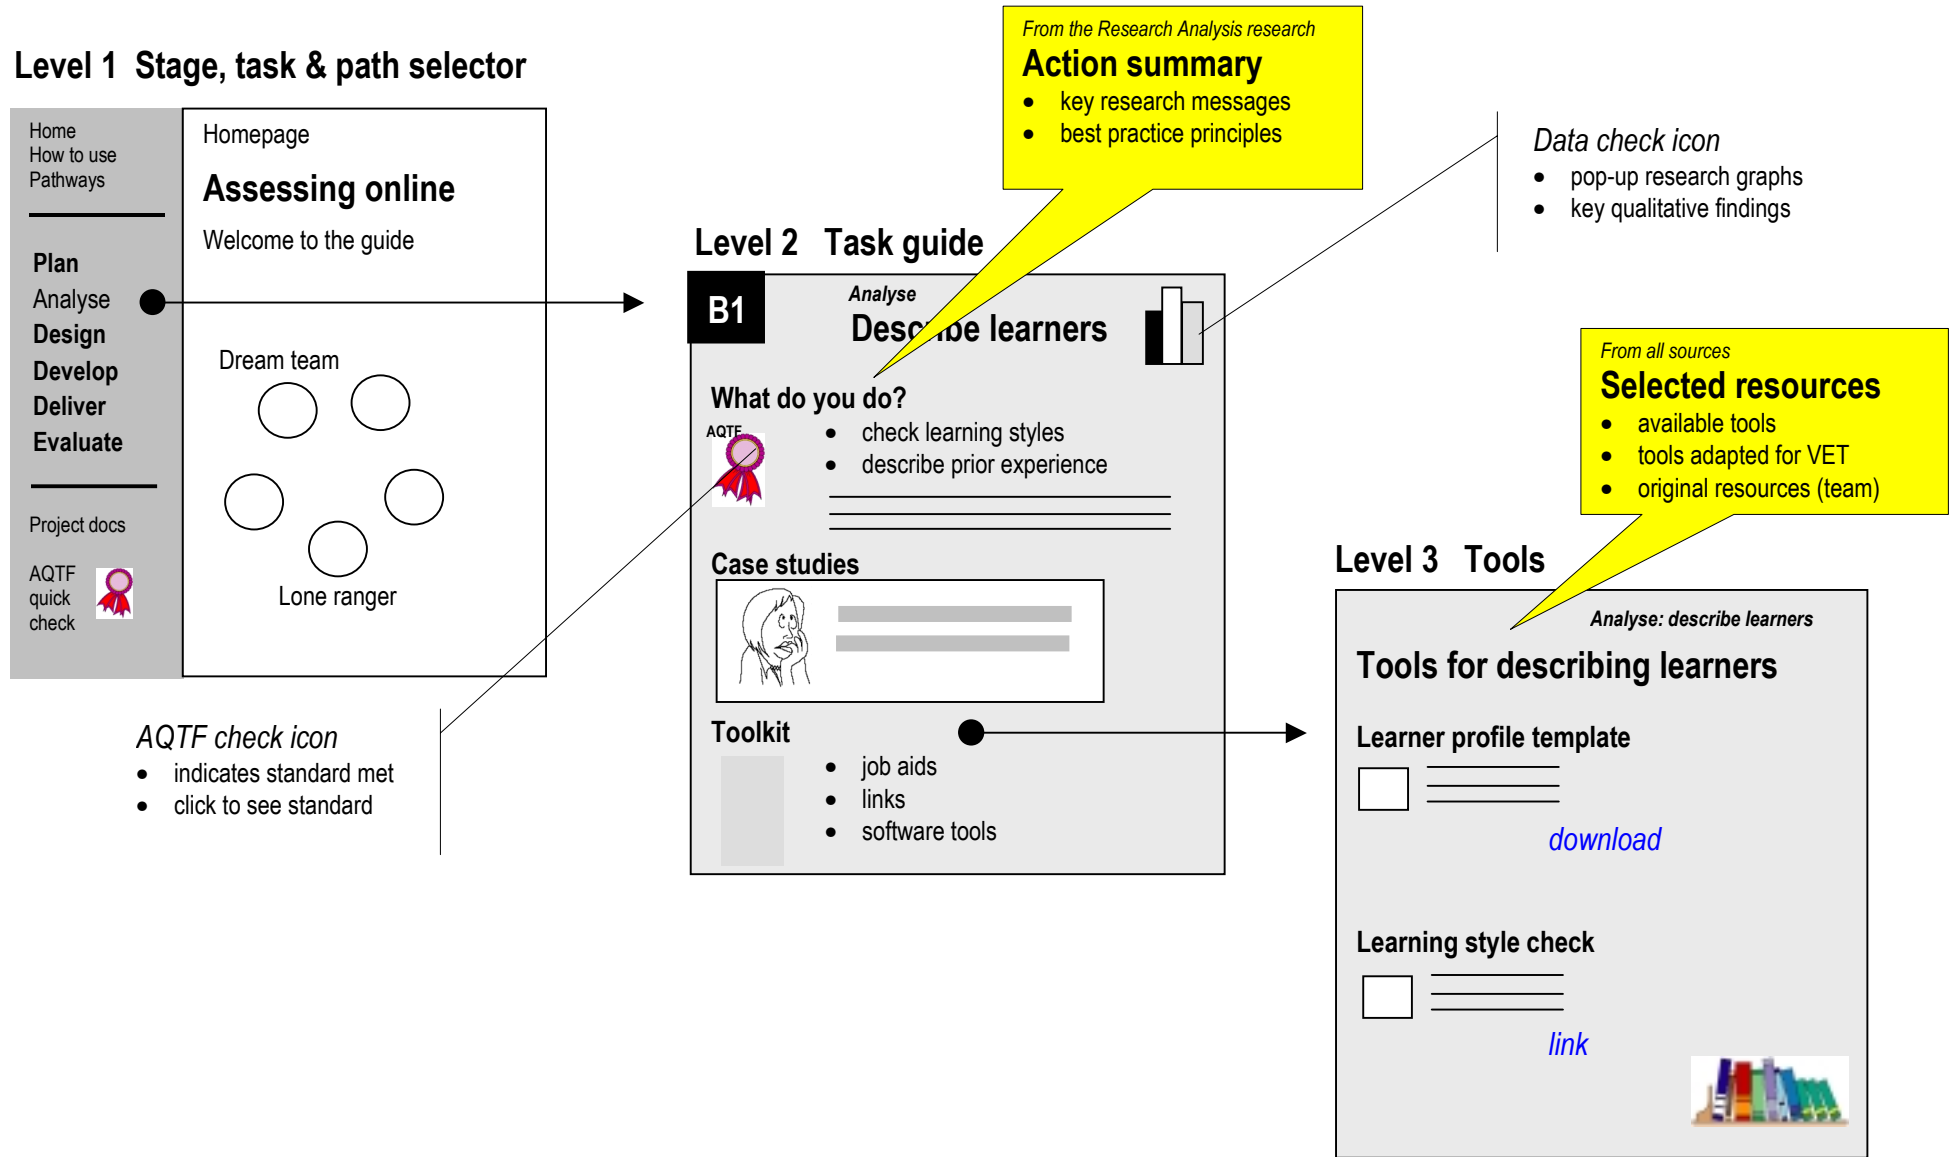 Level 1 Stage, task & path selector
Home
How to use
Pathways
Plan
Analyse
Design
Develop
Deliver
Evaluate
Project docs
AQTF
quick
check
Homepage
Assessing online
Welcome to the guide
Dream team
Lone ranger
AQTF check icon
• indicates standard met
• click to see standard
From the Research Analysis research
Action summary
• key research messages
• best practice principles
Data check icon
• pop-up research graphs
• key qualitative findings
Level 2 Task guide
B1
Analyse
Describe learners
What do you do?
AQTF
• check learning styles
• describe prior experience
Case studies
Toolkit
• job aids
• links
• software tools
From all sources
Selected resources
• available tools
• tools adapted for VET
• original resources (team)
Level 3 Tools
Analyse: describe learners
Tools for describing learners
Learner profile template
download
Learning style check
link